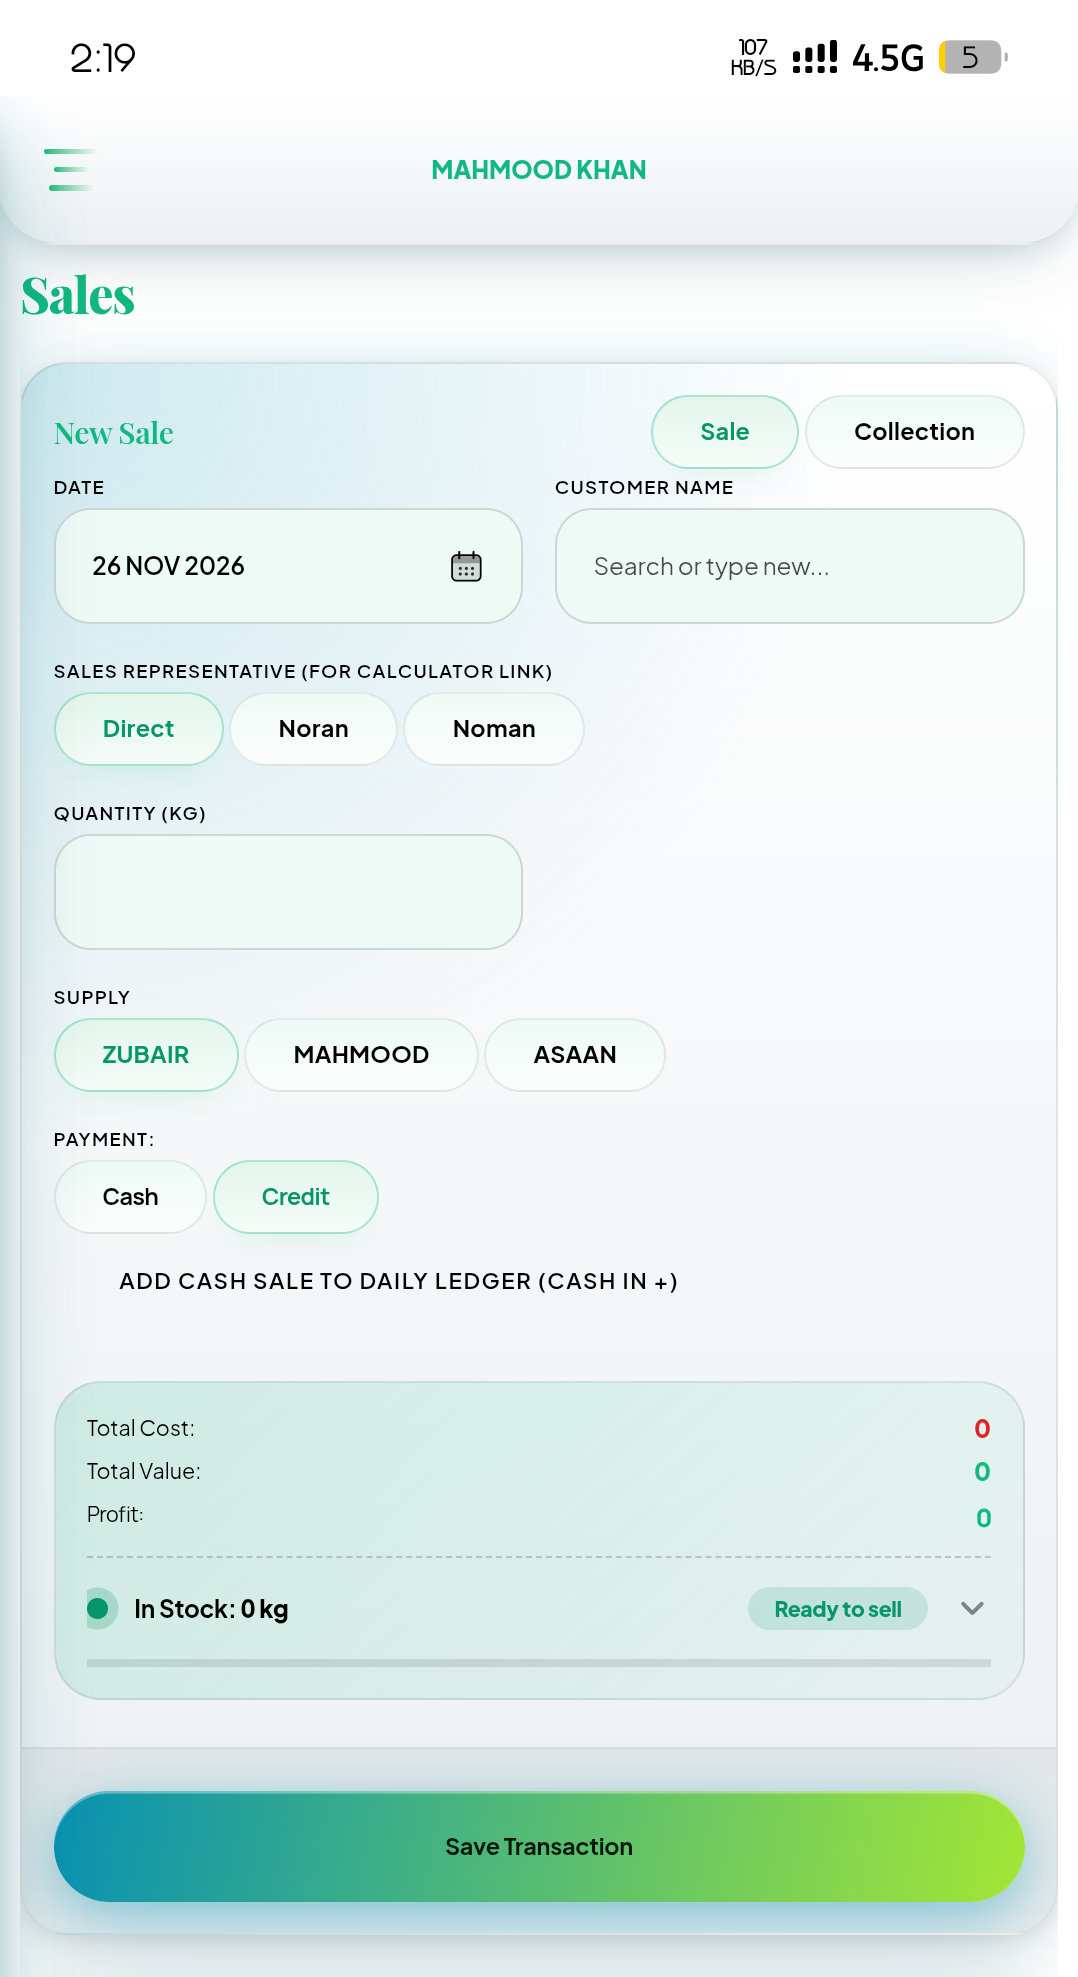 2:19
107 KB/S 4.5G 5
MAHMOOD KHAN
Sales
New Sale
Sale Collection
DATE
CUSTOMER NAME
26 NOV 2026
Search or type new...
SALES REPRESENTATIVE (FOR CALCULATOR LINK)
Direct Noran Noman
QUANTITY (KG)
SUPPLY
ZUBAIR MAHMOOD ASAAN
PAYMENT:
Cash Credit
ADD CASH SALE TO DAILY LEDGER (CASH IN +)
Total Cost: 0
Total Value: 0
Profit: 0
In Stock: 0 kg Ready to sell
Save Transaction